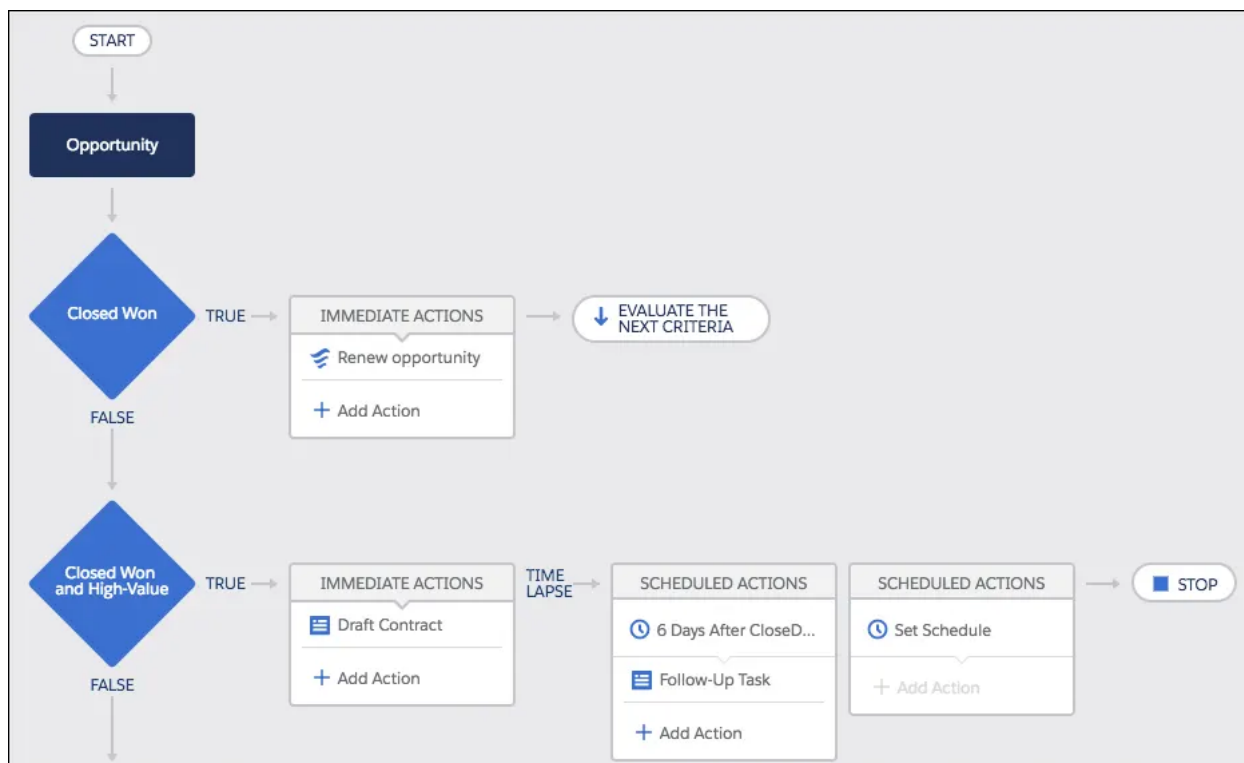 START
Opportunity
Closed Won
TRUE
IMMEDIATE ACTIONS
Renew opportunity
+ Add Action
EVALUATE THE
NEXT CRITERIA
FALSE
Closed Won
and High-Value
TRUE
IMMEDIATE ACTIONS
Draft Contract
+ Add Action
TIME
LAPSE
SCHEDULED ACTIONS
6 Days After CloseD...
Follow-Up Task
+ Add Action
SCHEDULED ACTIONS
Set Schedule
+ Add Action
STOP
FALSE